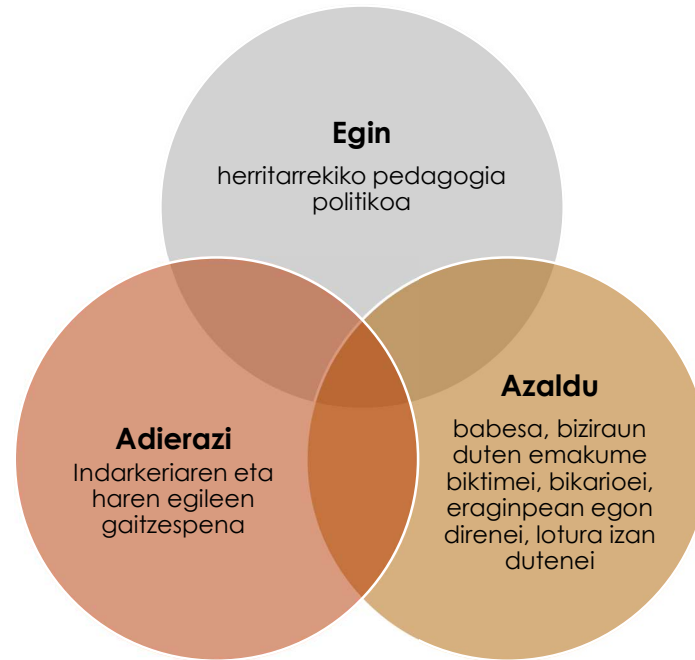 Egin
herritarrekiko pedagogia
politikoa
Adierazi
Indarkeriaren eta
haren egileen
gaitzespena
Azaldu
babesa, biziraun
duten emakume
biktimei, bikarioei,
eraginpean egon
direnei, lotura izan
dutenei